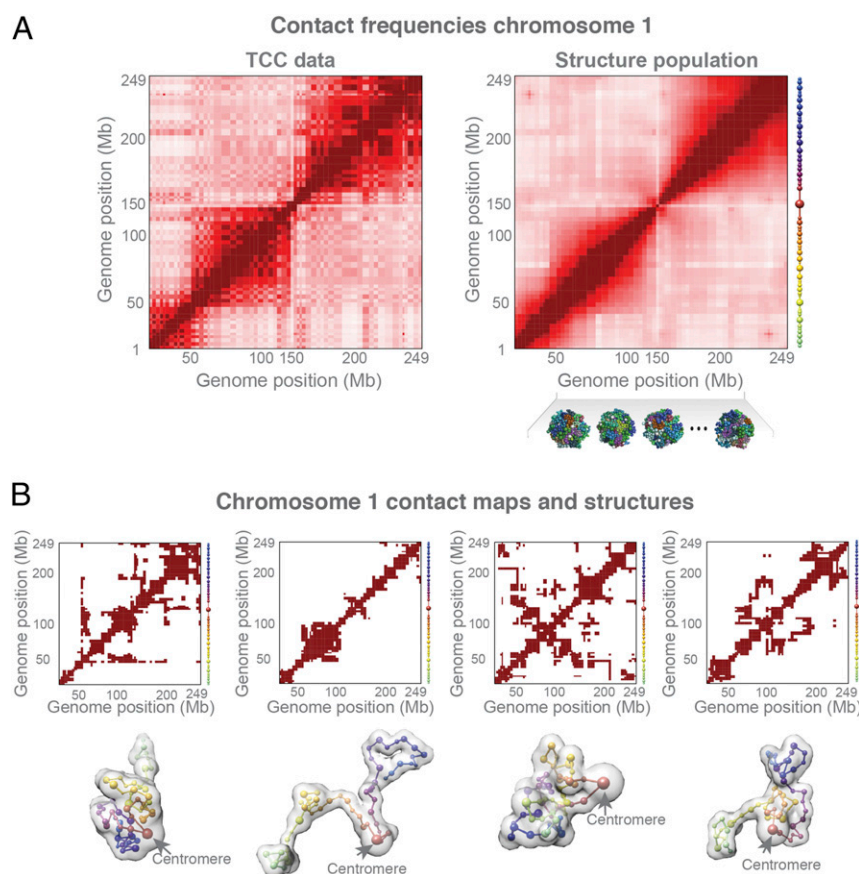 A
Contact frequencies chromosome 1
TCC data
Structure population
Genome position (Mb)
249
200
150
100
50
1
50
100
150
200
249
Genome position (Mb)
Genome position (Mb)
249
200
150
100
50
1
50
100
150
200
249
Genome position (Mb)
B
Chromosome 1 contact maps and structures
Genome position (Mb)
249
200
100
50
50
100
200
249
Genome position (Mb)
Genome position (Mb)
249
200
100
50
50
100
200
249
Genome position (Mb)
Genome position (Mb)
249
200
100
50
50
100
200
249
Genome position (Mb)
Genome position (Mb)
249
200
100
50
50
100
200
249
Genome position (Mb)
Centromere
Centromere
Centromere
Centromere